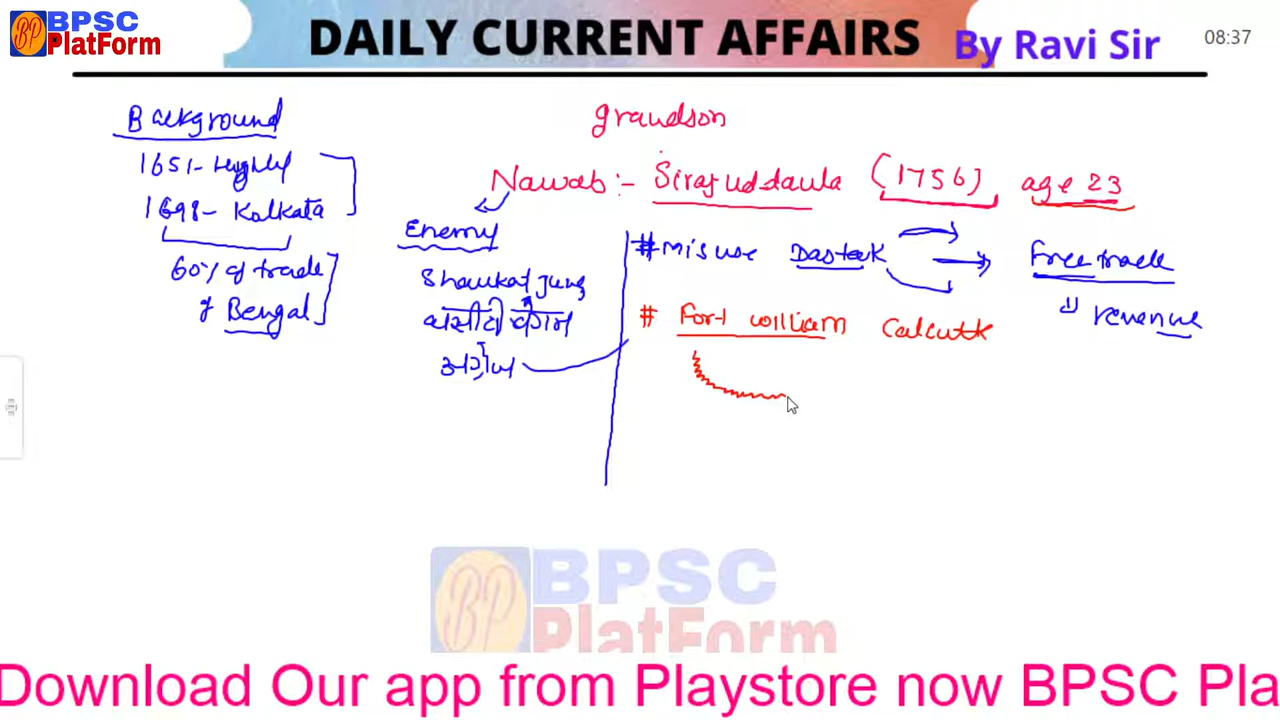 BPSC
PlatForm
DAILY CURRENT AFFAIRS
By Ravi Sir
08:37
Background
1651- Hughly
1698- Kolkata
60% of trade
of Bengal
grandson
Nawab:- Sirajuddaula (1756) age 23
Enemy
Shaukat Jung
घसीटी बेगम
#misuse Dastak
Free trade
revenue
# Fort william Calcutt
BPSC
PlatForm
Download Our app from Playstore now BPSC Pla